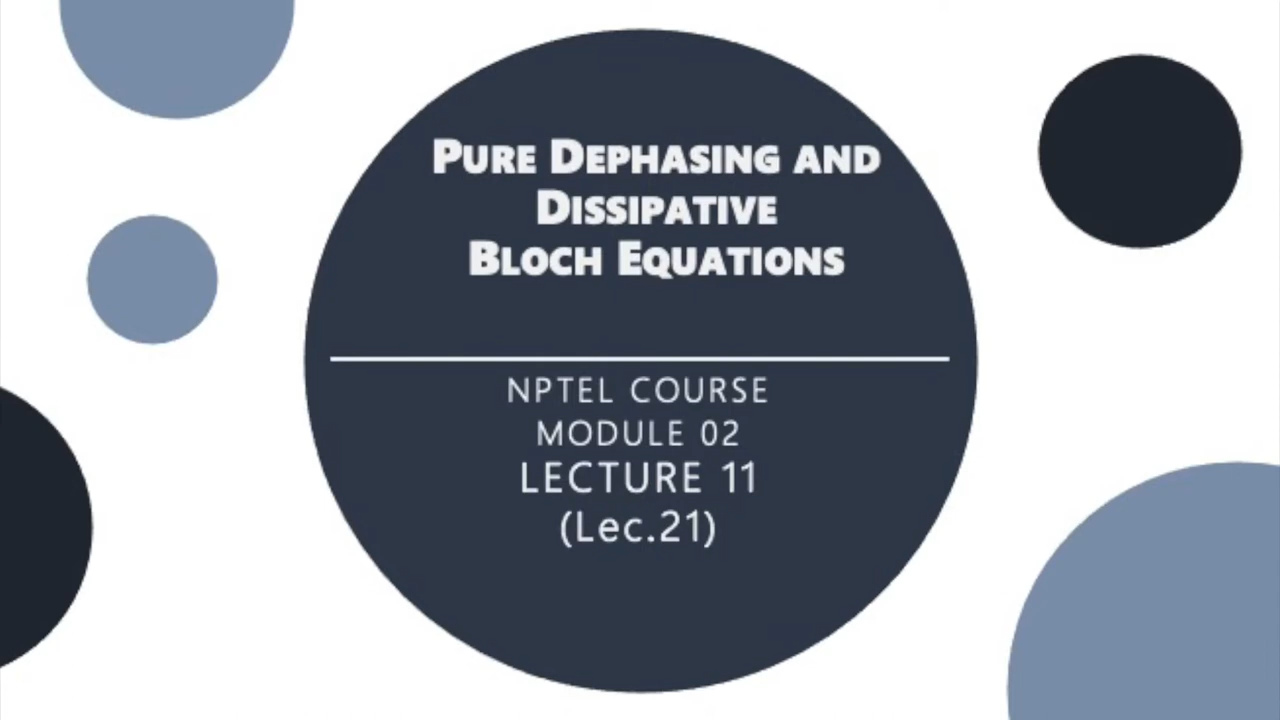 PURE DEPHASING AND
DISSIPATIVE
BLOCH EQUATIONS
NPTEL COURSE
MODULE 02
LECTURE 11
(Lec.21)